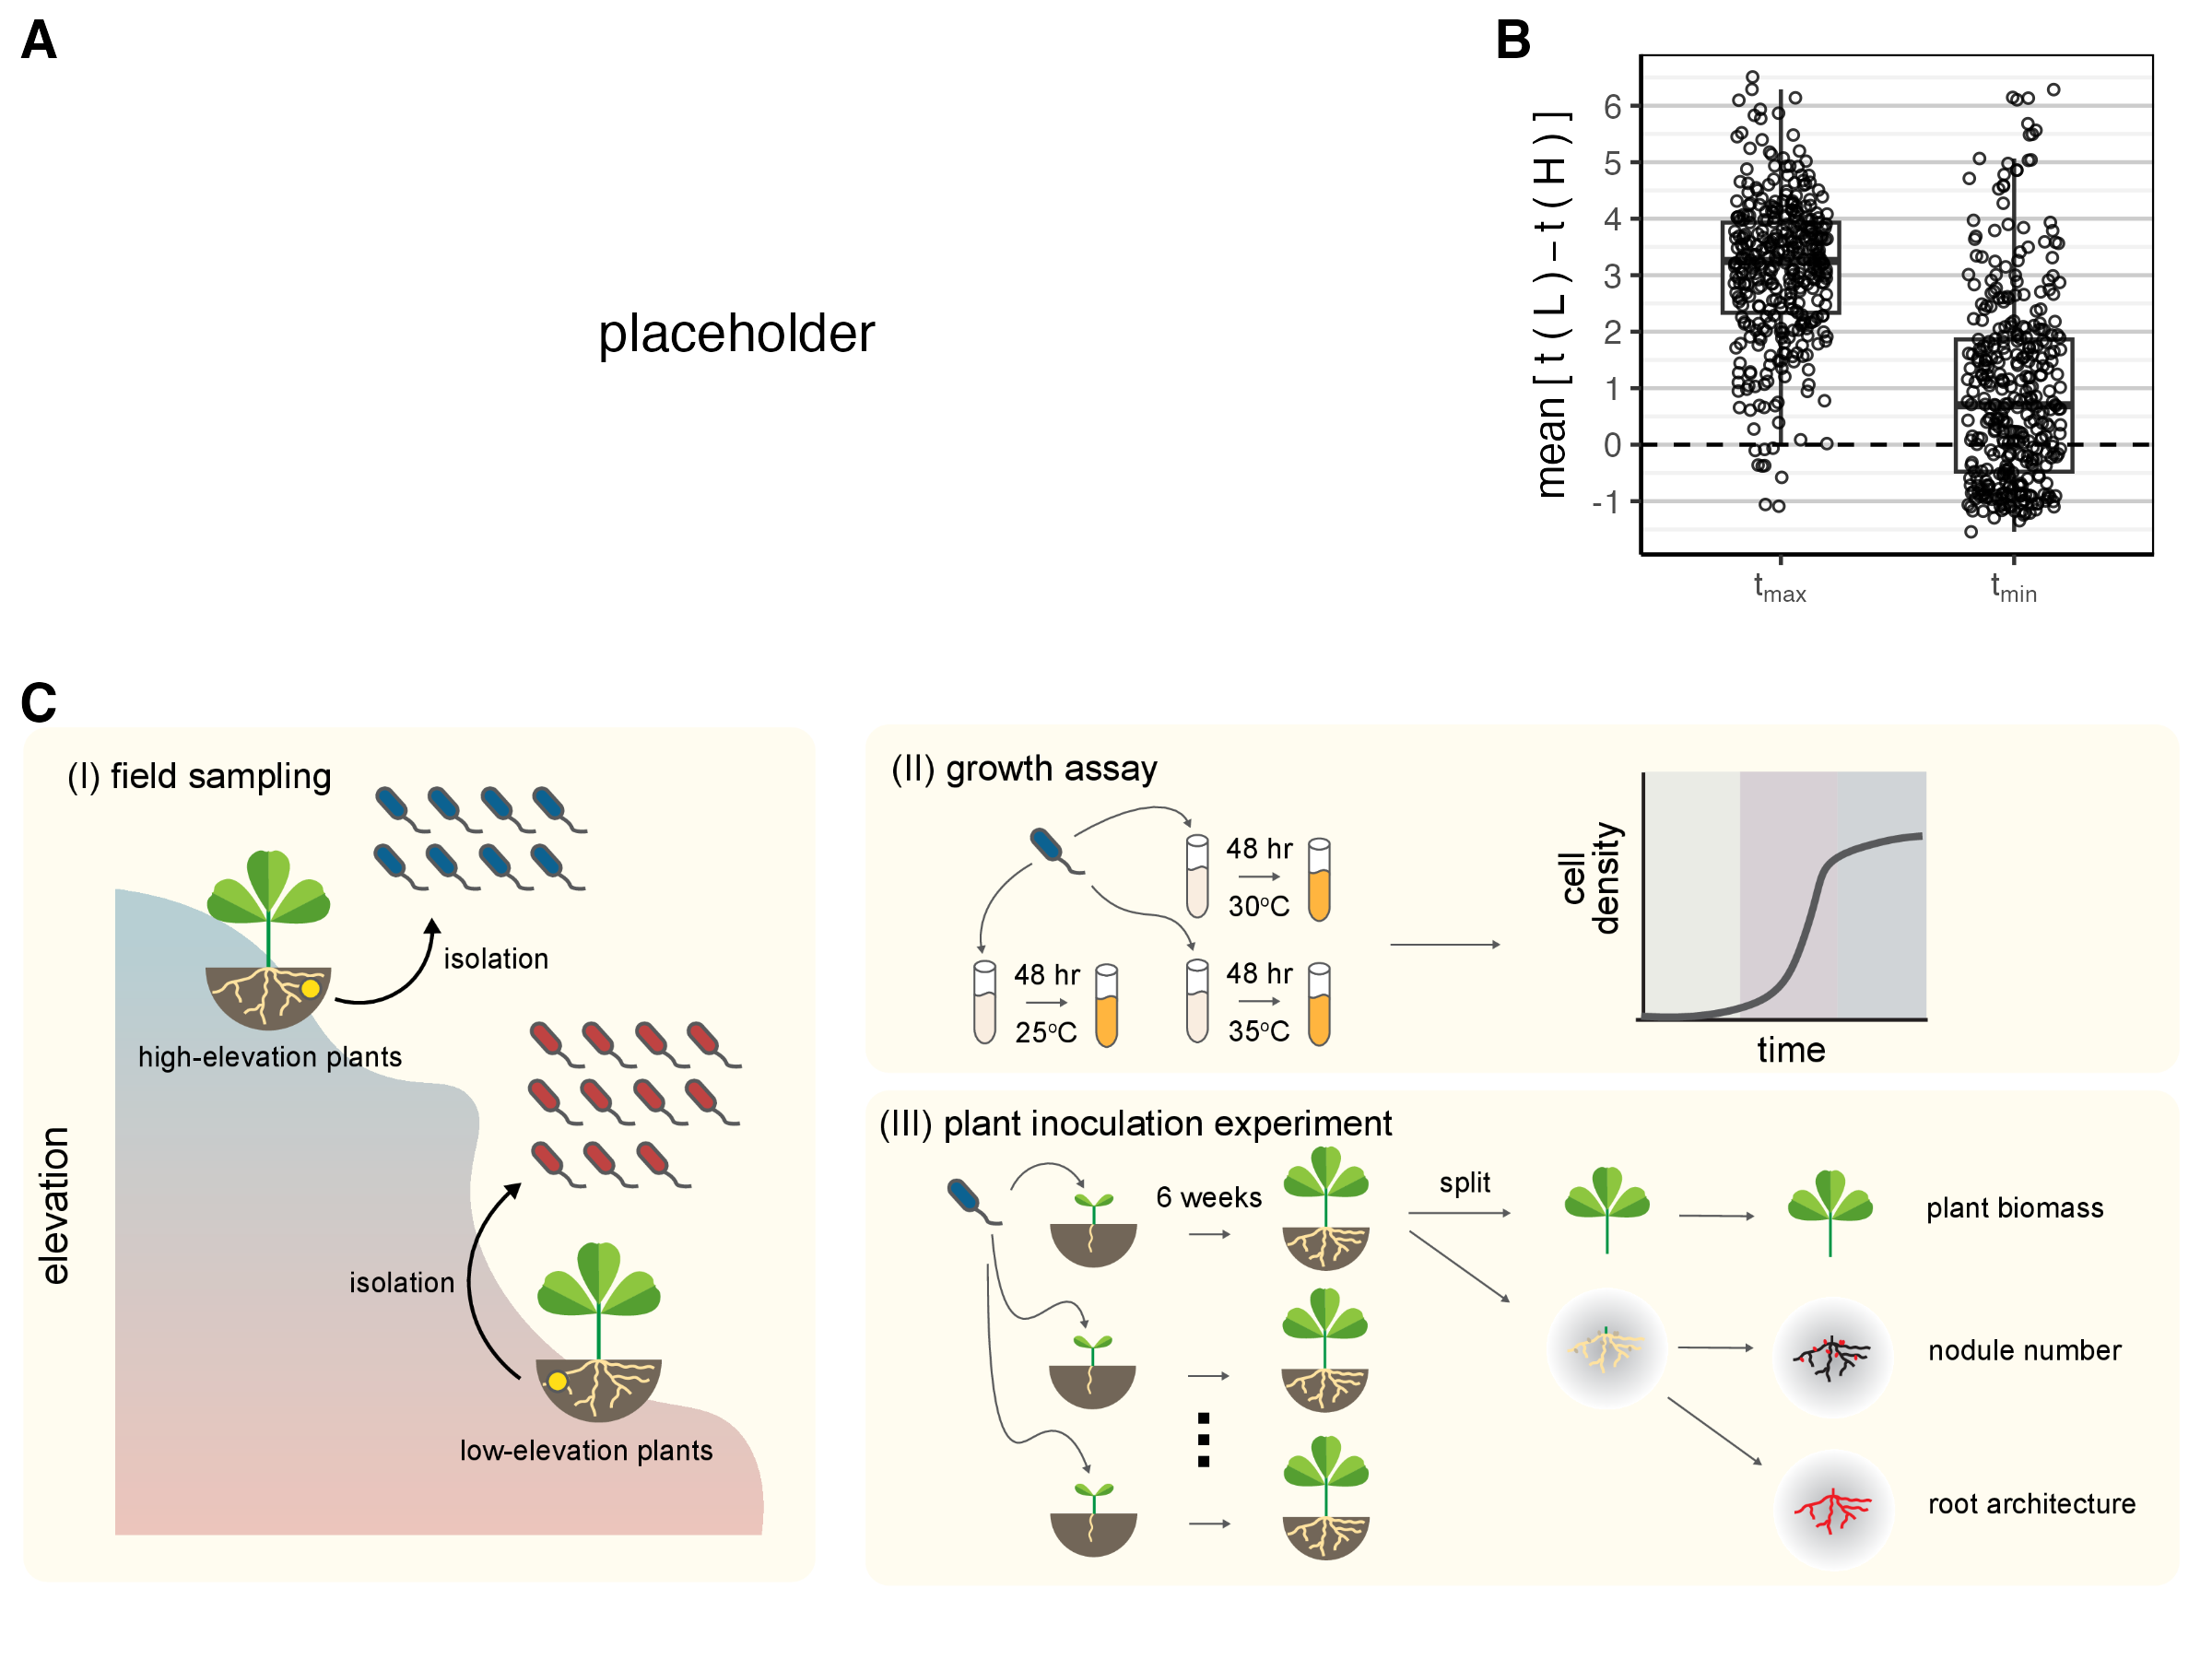 A
placeholder
B
mean [ t ( L ) – t ( H ) ]
6
5
4
3
2
1
0
-1
tmax
tmin
C
(I) field sampling
isolation
high-elevation plants
elevation
isolation
low-elevation plants
(II) growth assay
48 hr
30°C
48 hr
25°C
48 hr
35°C
cell
density
time
(III) plant inoculation experiment
6 weeks
split
plant biomass
nodule number
root architecture